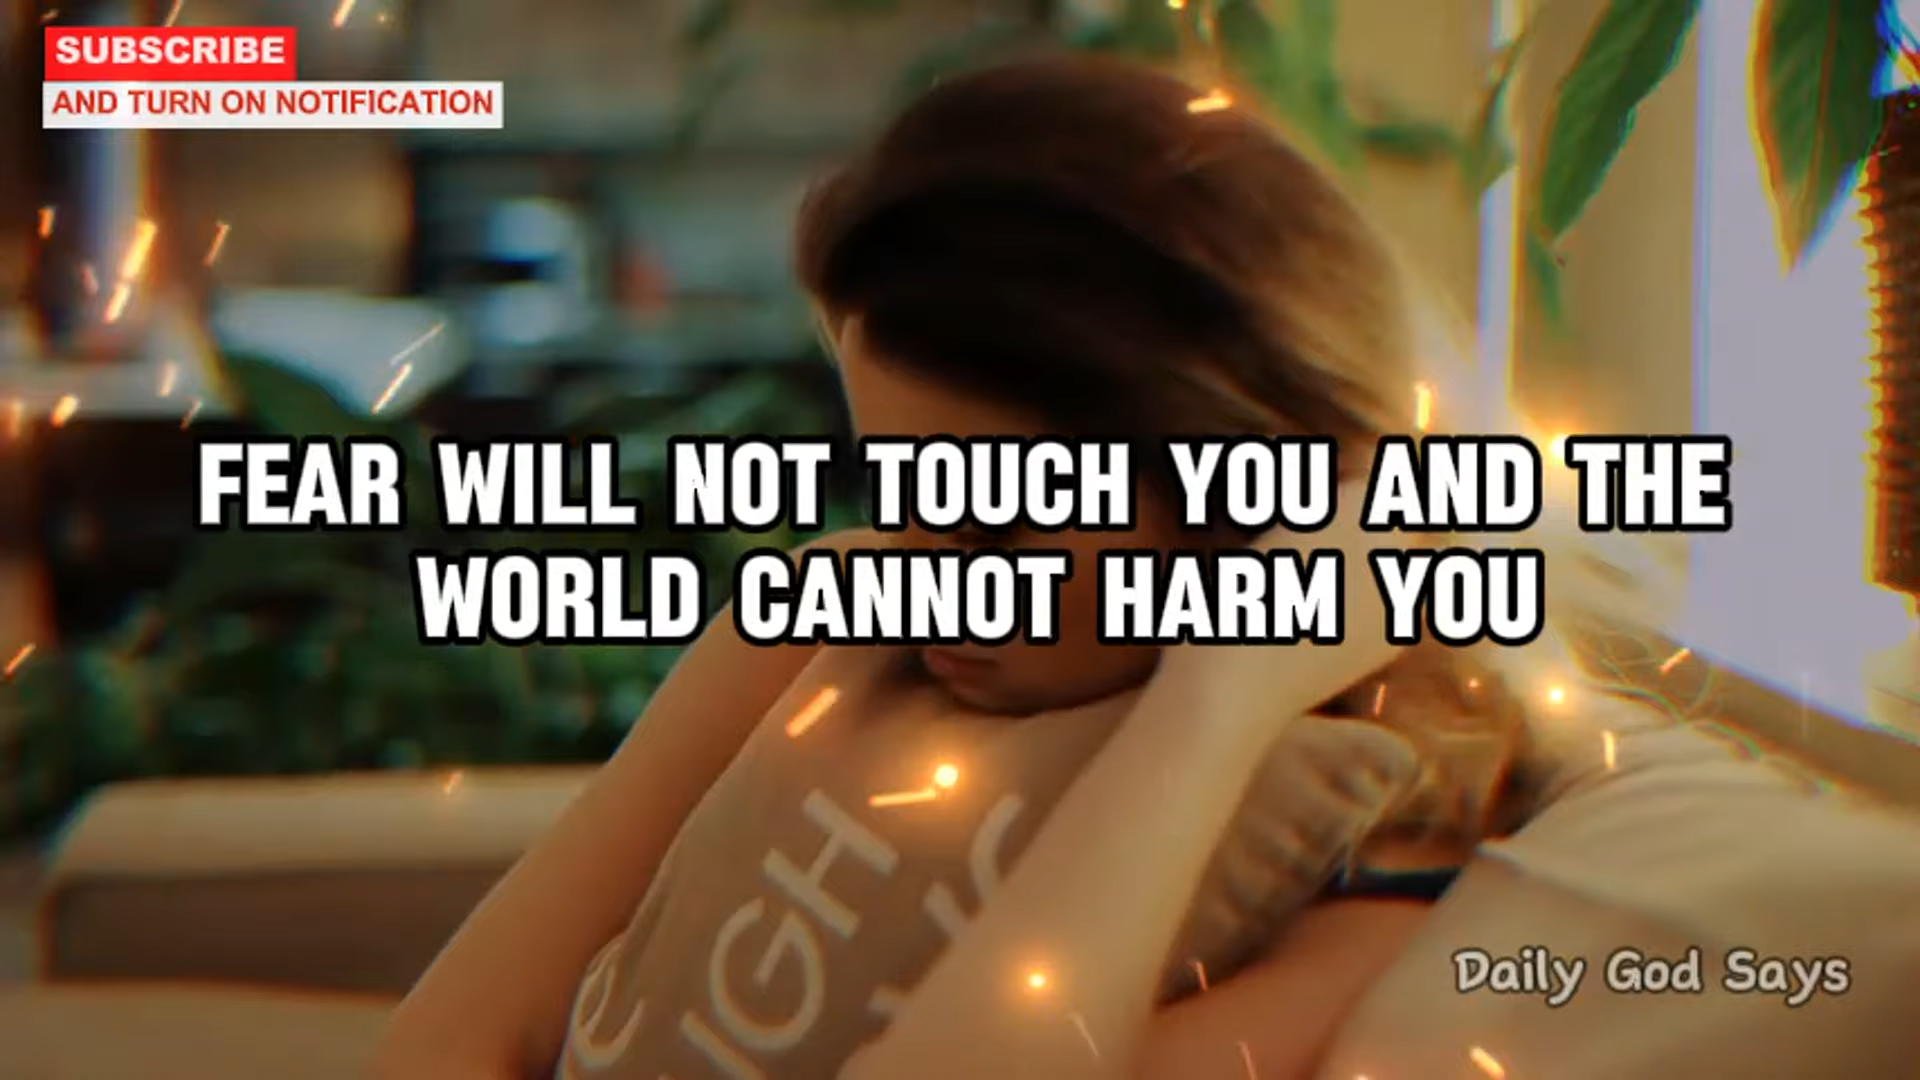 SUBSCRIBE
AND TURN ON NOTIFICATION
FEAR WILL NOT TOUCH YOU AND THE
WORLD CANNOT HARM YOU
Daily God Says